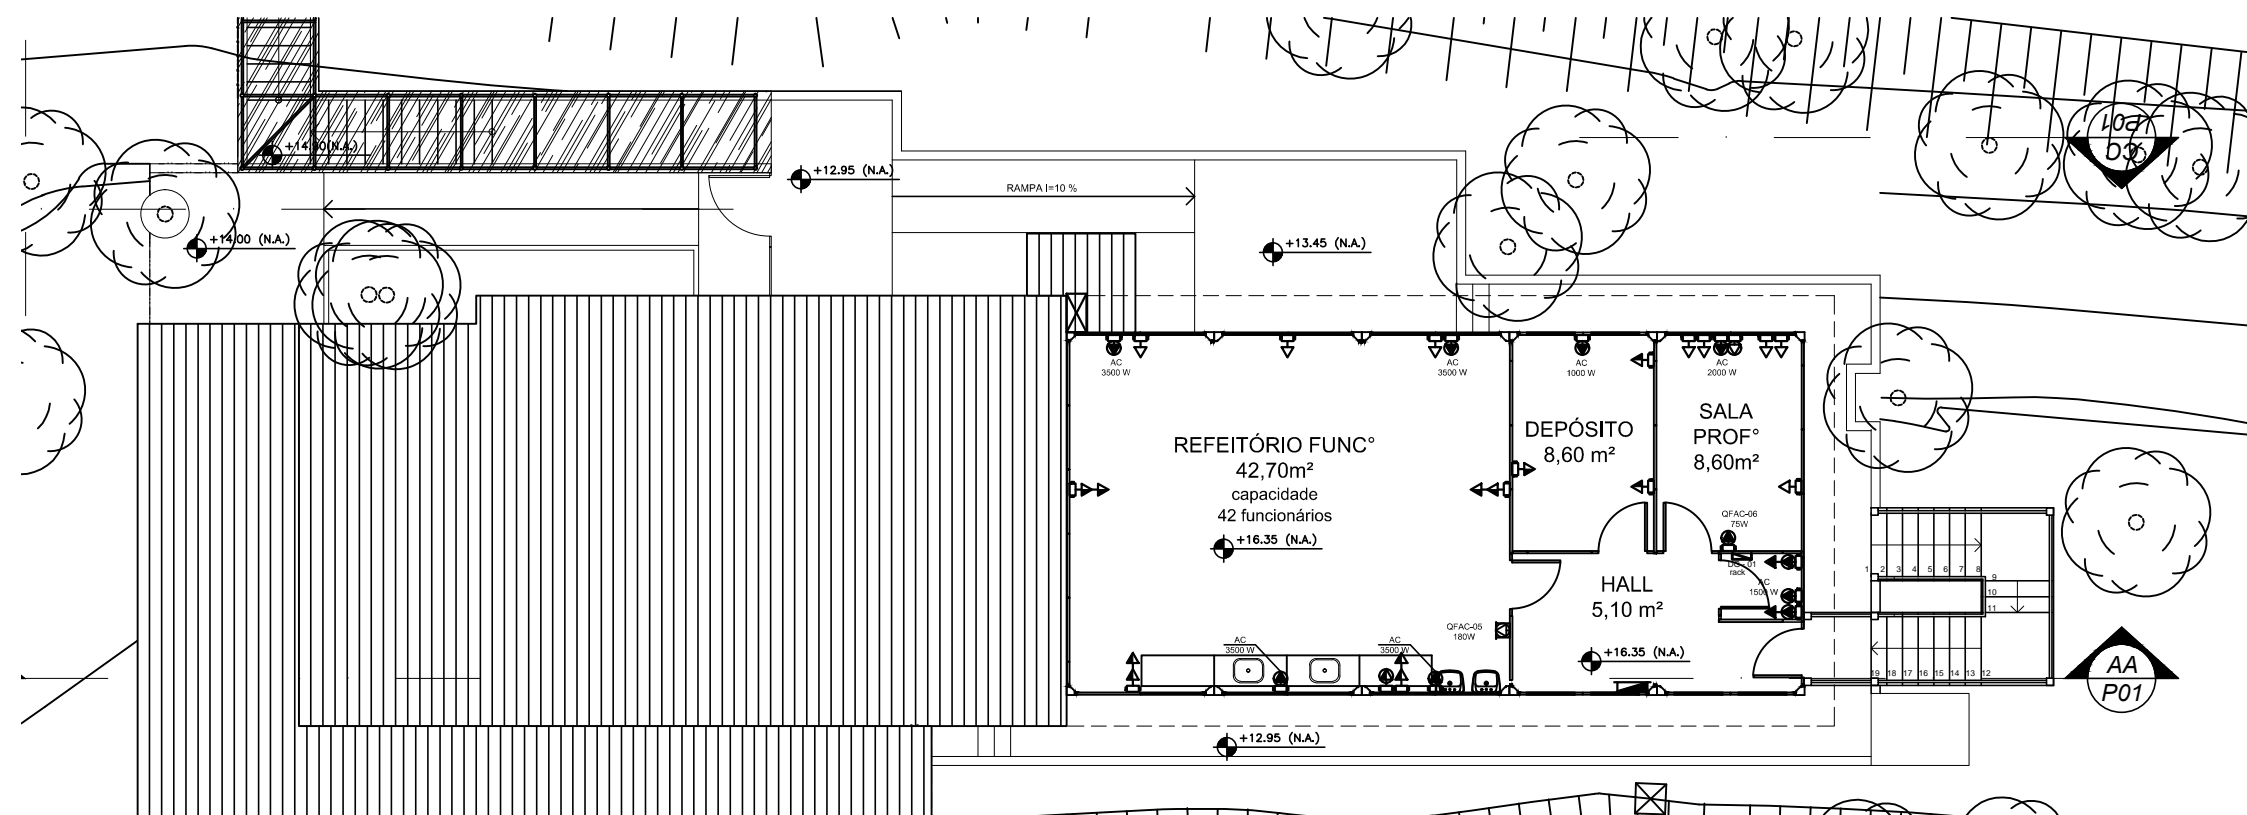 P01
CC
+14.00(N.A.)
+12.95 (N.A.)
RAMPA I=10 %
+14.00 (N.A.)
+13.45 (N.A.)
AC
3500 W
AC
3500 W
AC
1000 W
AC
2000 W
REFEITÓRIO FUNC°
42,70m²
capacidade
42 funcionários
+16.35 (N.A.)
DEPÓSITO
8,60 m²
SALA
PROF°
8,60m²
QFAC-06
75W
rack
AC
1500 W
HALL
5,10 m²
QFAC-05
180W
AC
3500 W
AC
3500 W
+16.35 (N.A.)
1 2 3 4 5 6 7 8
9
10
11
19 18 17 16 15 14 13 12
AA
P01
+12.95 (N.A.)